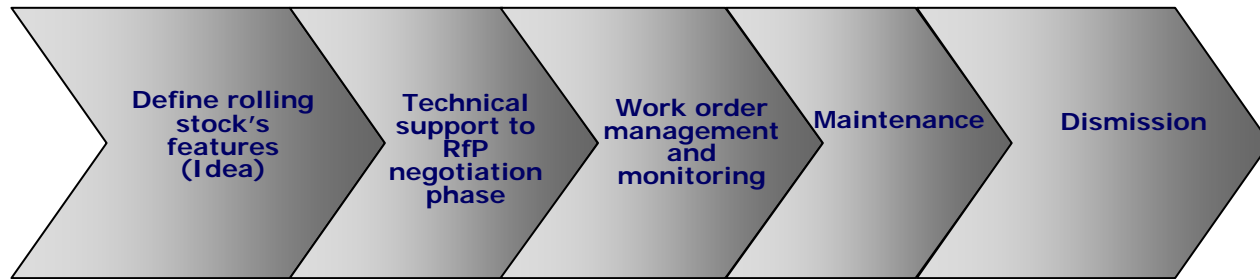 Define rolling
stock's
features
(Idea)
Technical
support to
RfP
negotiation
phase
Work order
management
and
monitoring
Maintenance
Dismission